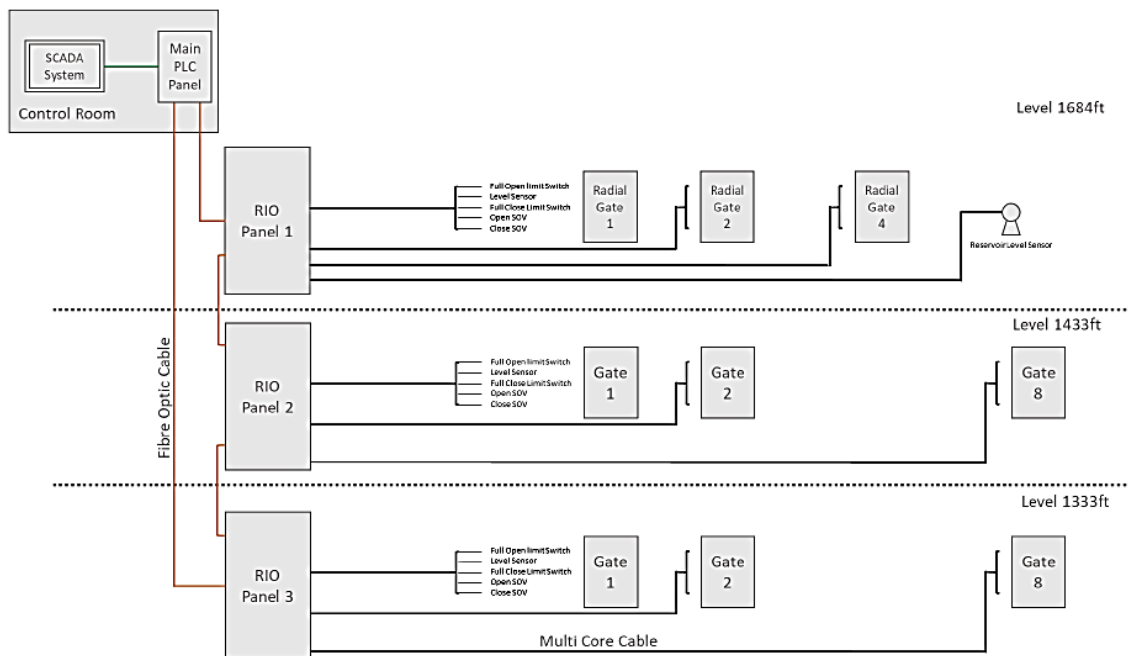 SCADA
System
Main
PLC
Panel
Control Room
Level 1684ft
RIO
Panel 1
Full Open limit Switch
Level Sensor
Full Close Limit Switch
Open SOV
Close SOV
Radial
Gate
1
Radial
Gate
2
Radial
Gate
4
Reservoir Level Sensor
Level 1433ft
Fibre Optic Cable
RIO
Panel 2
Full Open limit Switch
Level Sensor
Full Close Limit Switch
Open SOV
Close SOV
Gate
1
Gate
2
Gate
8
Level 1333ft
RIO
Panel 3
Full Open limit Switch
Level Sensor
Full Close Limit Switch
Open SOV
Close SOV
Gate
1
Gate
2
Gate
8
Multi Core Cable